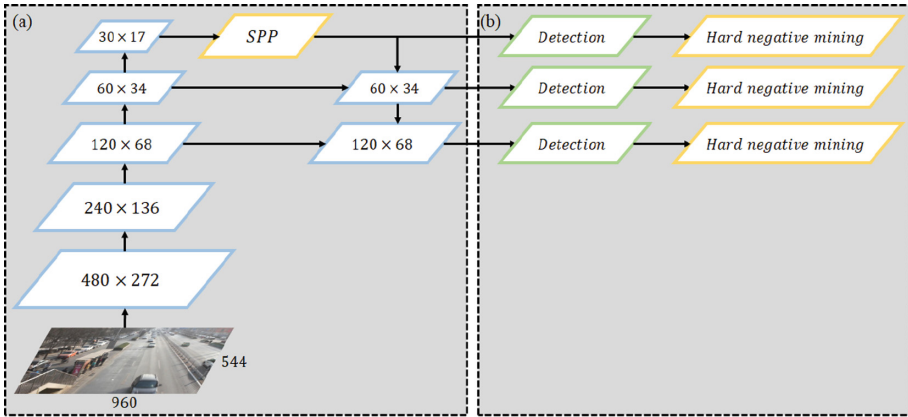 (a)
30 × 17
SPP
60 × 34
60 × 34
120 × 68
120 × 68
240 × 136
480 × 272
544
960
(b)
Detection
Hard negative mining
Detection
Hard negative mining
Detection
Hard negative mining